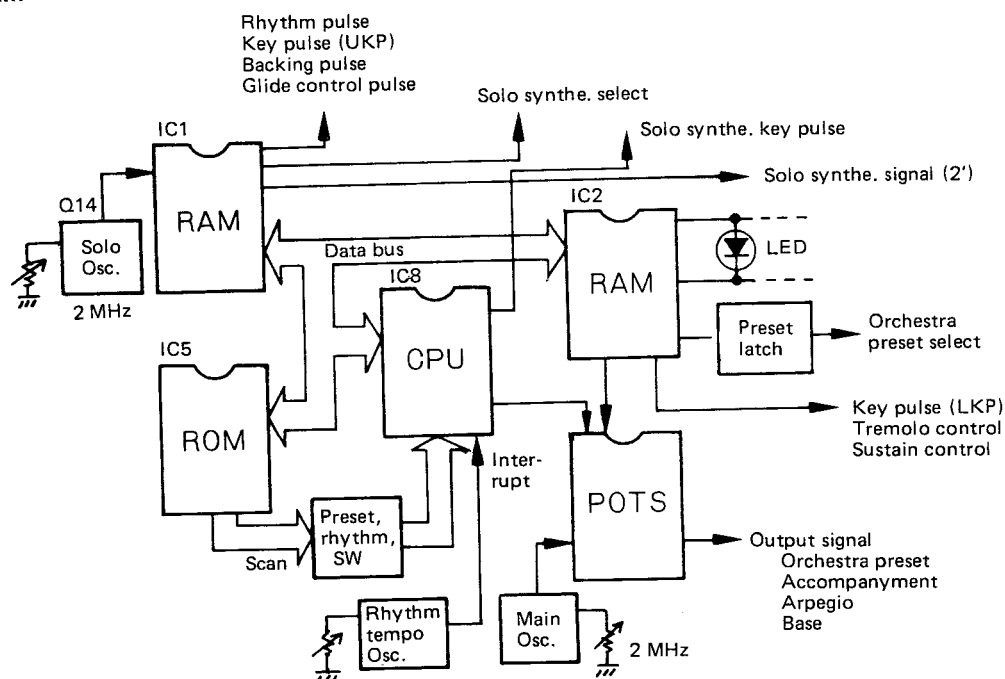 Rhythm pulse
Key pulse (UKP)
Backing pulse
Glide control pulse
Solo synthe. select
Solo synthe. key pulse
Solo synthe. signal (2')
IC1
RAM
Q14
Solo
Osc.
2 MHz
Data bus
IC2
RAM
LED
IC8
CPU
Preset
latch
Orchestra
preset select
IC5
ROM
Key pulse (LKP)
Tremolo control
Sustain control
Inter-
rupt
POTS
Scan
Preset,
rhythm,
SW
Output signal
Orchestra preset
Accompanyment
Arpegio
Base
Rhythm
tempo
Osc.
Main
Osc.
2 MHz